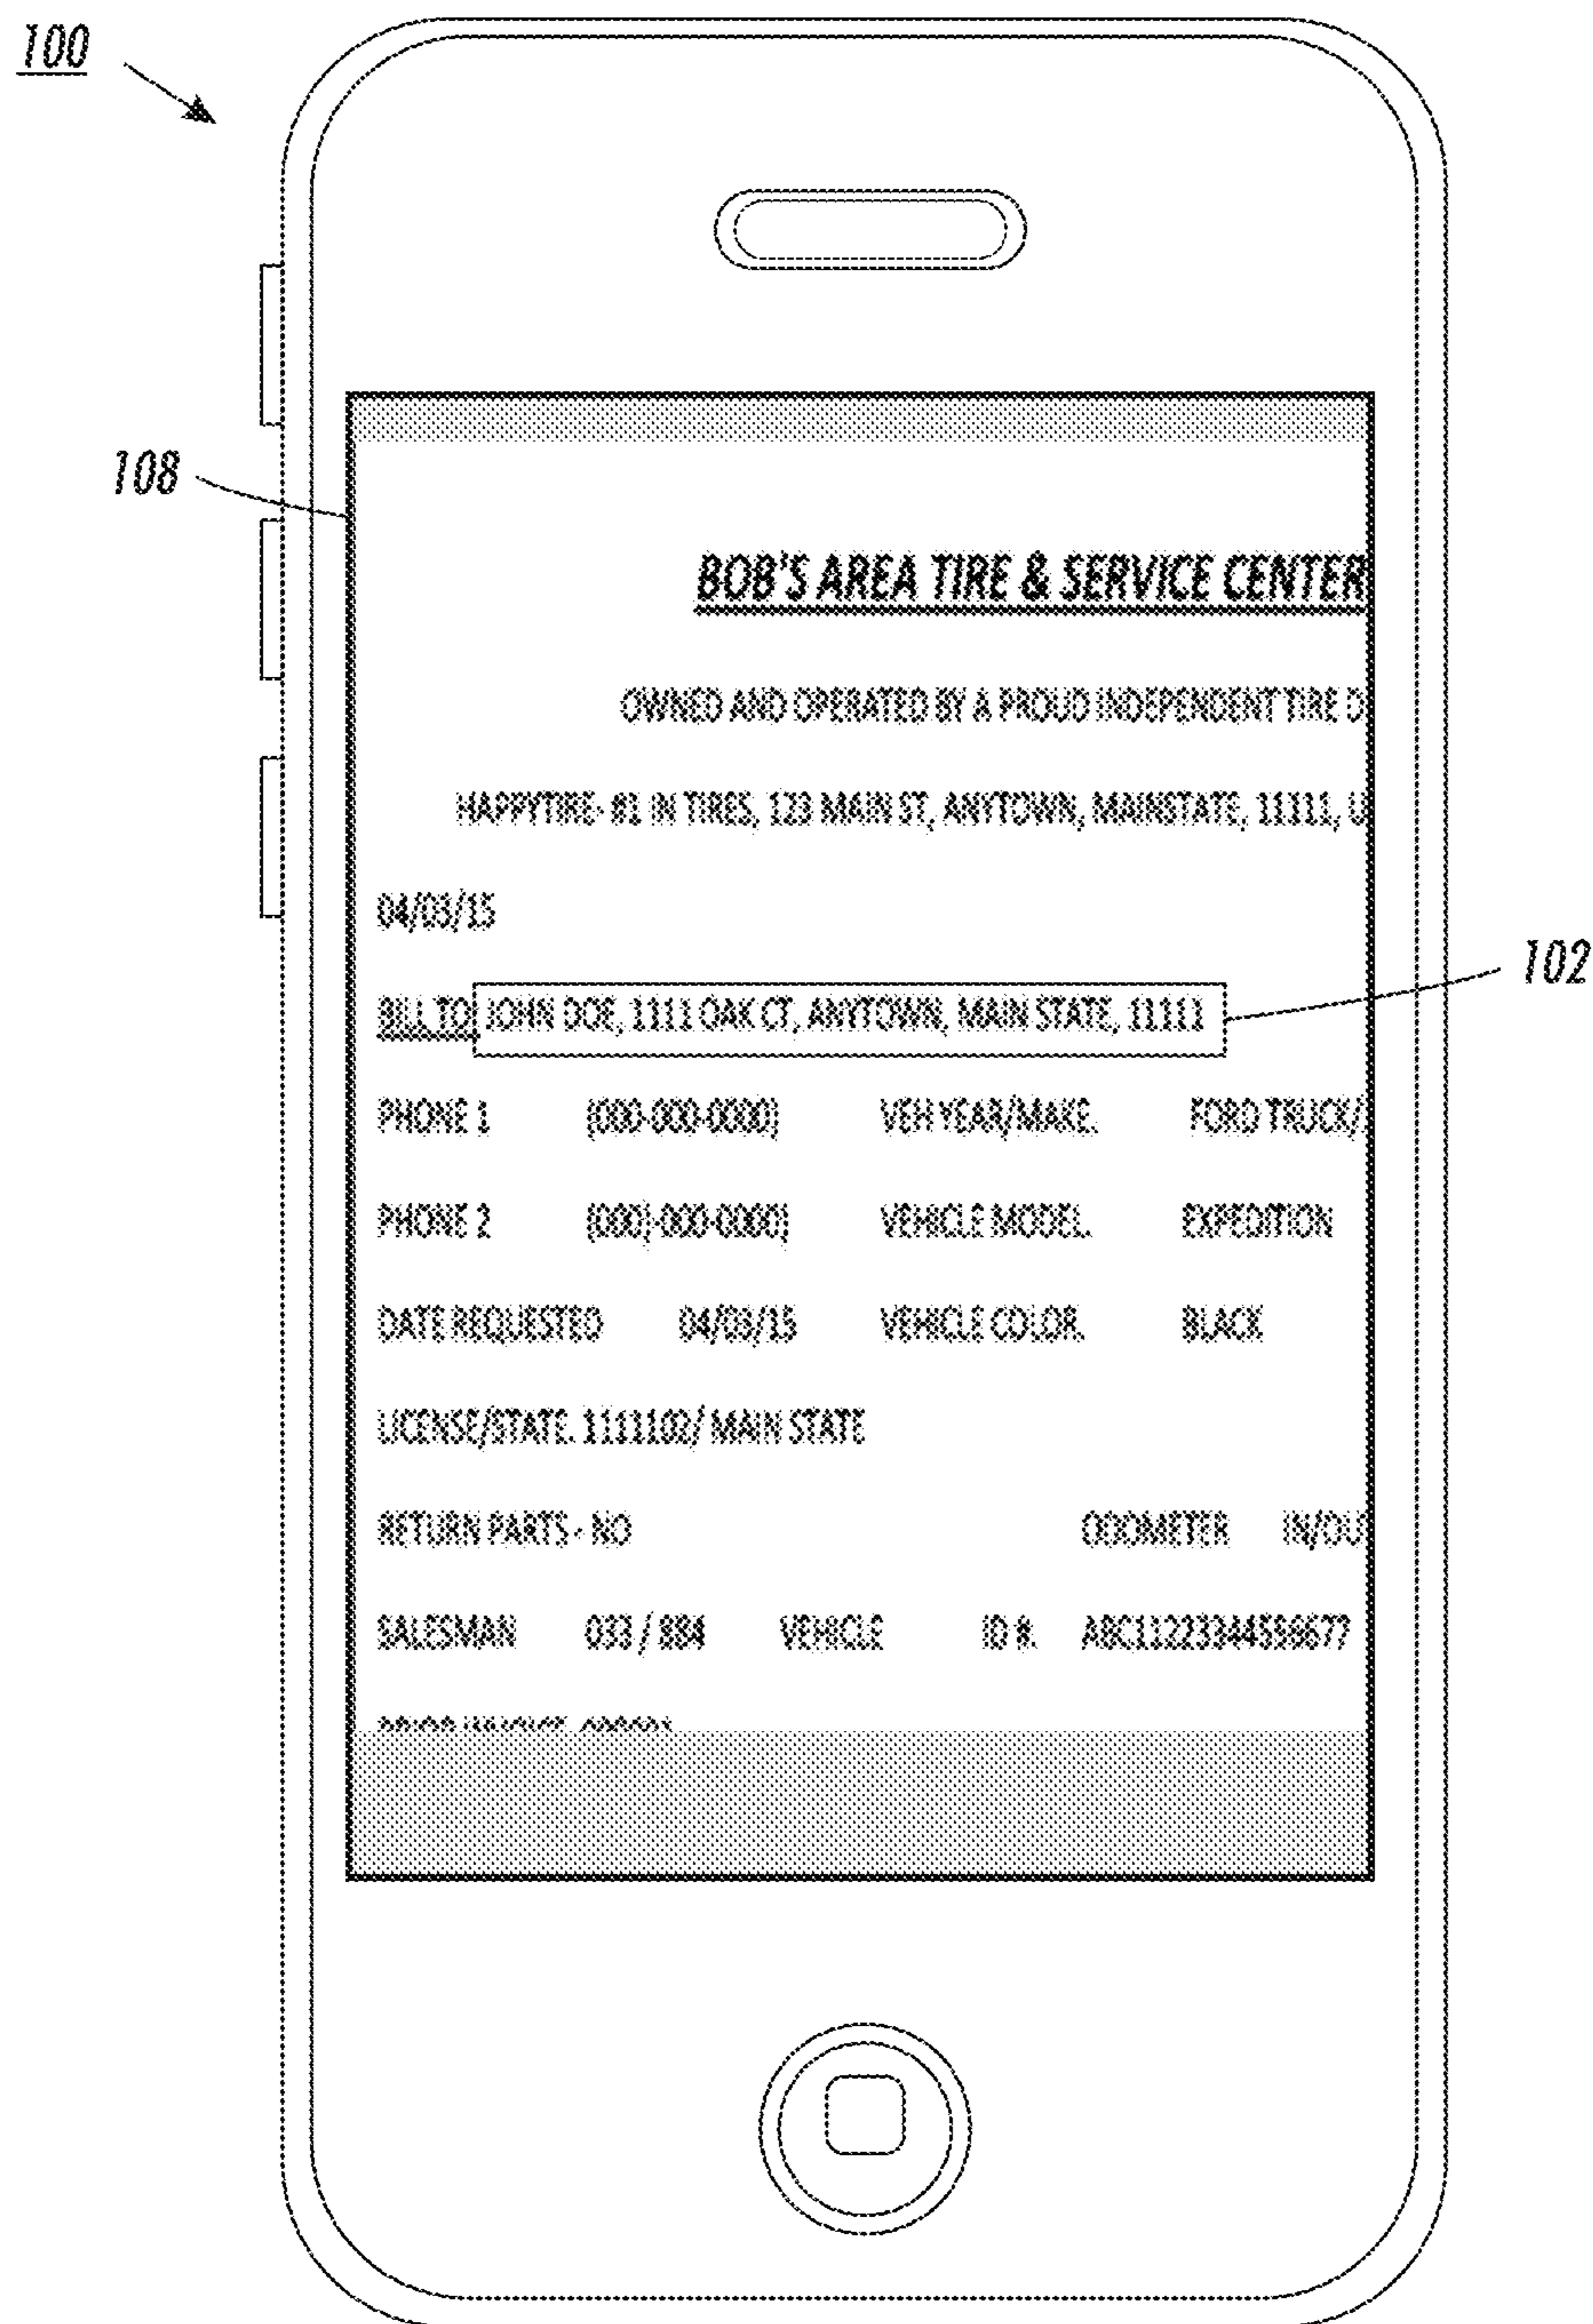 100
108
BOB'S AREA TIRE & SERVICE CENTER
OWNED AND OPERATED BY A PROUD INDEPENDENT TIRE D
HAPPYTIRE- #1 IN TIRES, 123 MAIN ST, ANYTOWN, MAINSTATE, 11111, U
04/03/15
102
BILL TO JOHN DOE, 1111 OAK CT, ANYTOWN, MAIN STATE, 11111
PHONE 1 (000-000-0000) VEH YEAR/MAKE. FORD TRUCK/
PHONE 2 (000)-000-0000) VEHICLE MODEL. EXPEDITION
DATE REQUESTED 04/03/15 VEHICLE COLOR. BLACK
LICENSE/STATE. 1111102/ MAIN STATE
RETURN PARTS - NO ODOMETER IN/OU
SALESMAN 033 / 884 VEHICLE ID #. ABC11223344556677